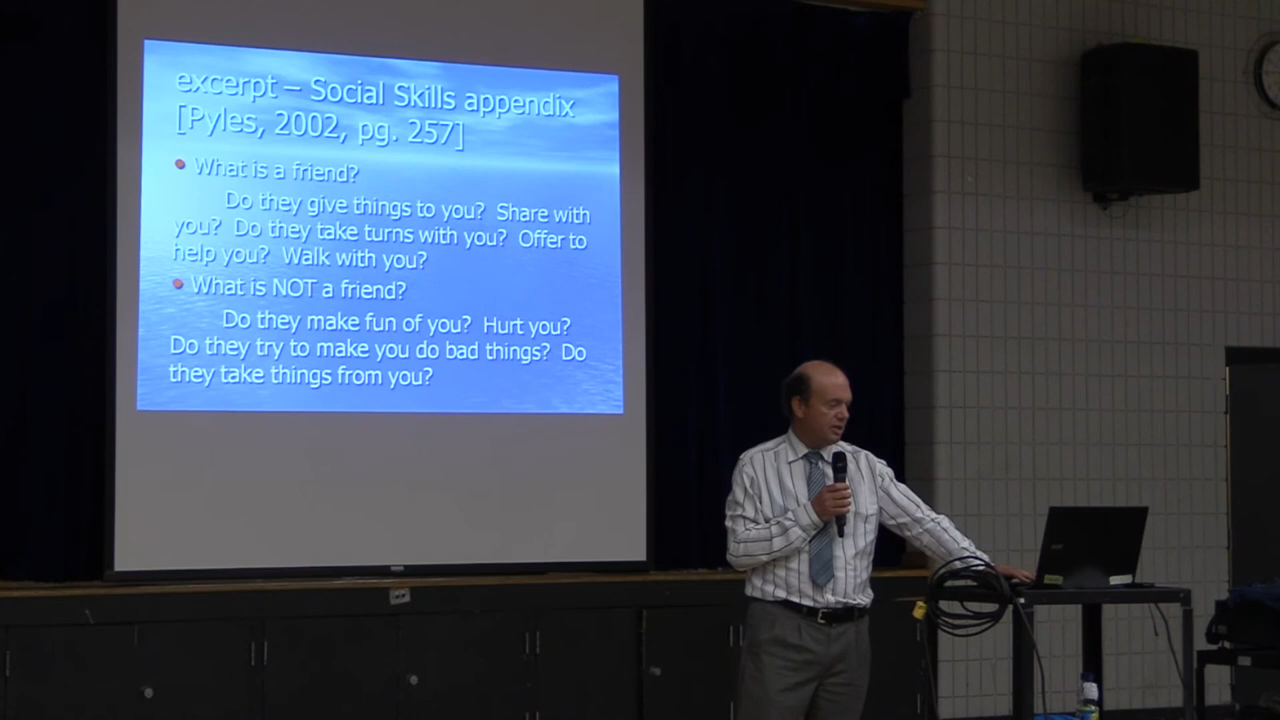 excerpt – Social Skills appendix
[Pyles, 2002, pg. 257]
What is a friend?
Do they give things to you? Share with
you? Do they take turns with you? Offer to
help you? Walk with you?
What is NOT a friend?
Do they make fun of you? Hurt you?
Do they try to make you do bad things? Do
they take things from you?